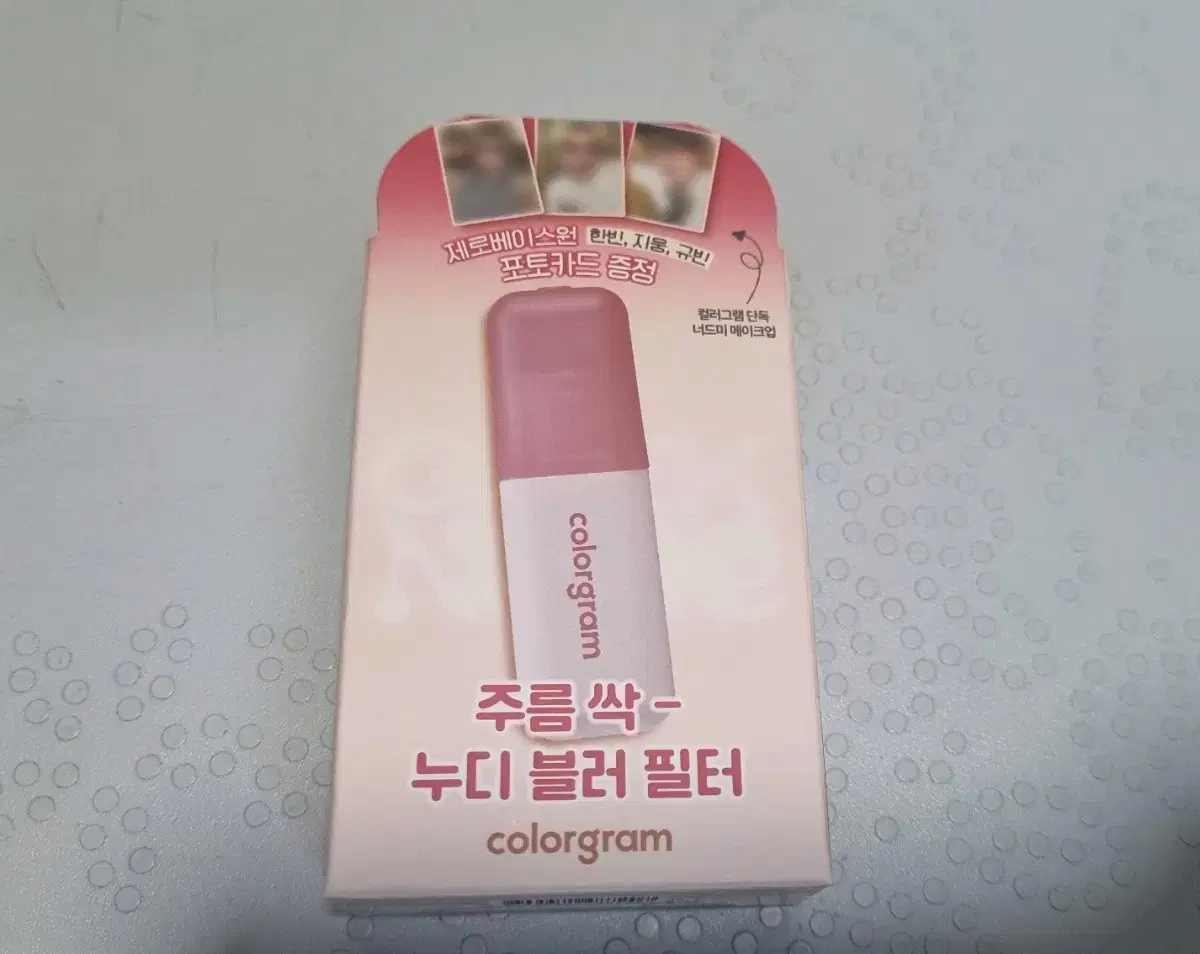 제로베이스원 한빈, 지웅, 규빈
포토카드 증정
컬러그램 단독
너드미 메이크업
colorgram
주름 싹 -
누디 블러 필터
colorgram